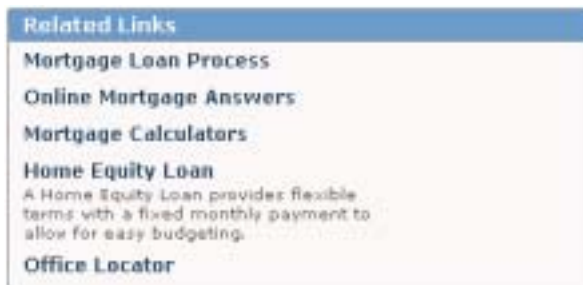 Related Links
Mortgage Loan Process
Online Mortgage Answers
Mortgage Calculators
Home Equity Loan
A Home Equity Loan provides flexible
terms with a fixed monthly payment to
allow for easy budgeting.
Office Locator